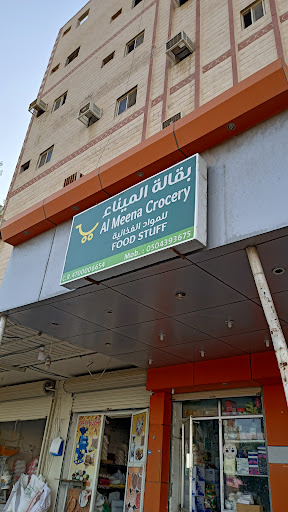 بقالة الميناء
Al Meena Crocery
للمواد الغذائية
FOOD STUFF
Mob. : 0504393675